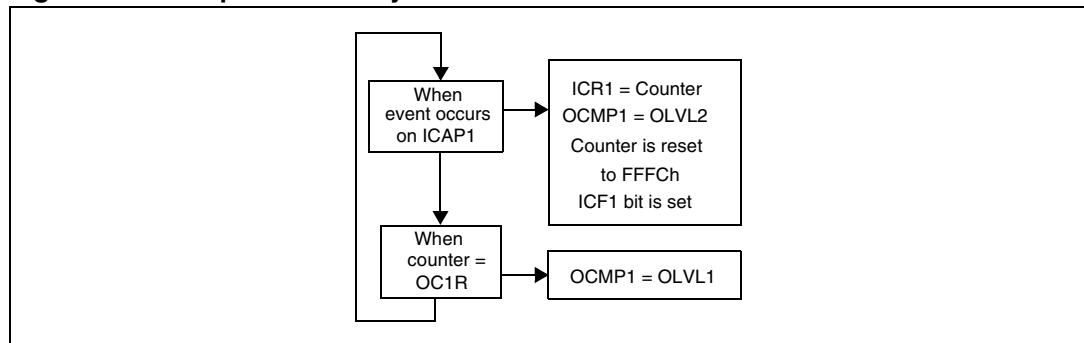 When
event occurs
on ICAP1
ICR1 = Counter
OCMP1 = OLVL2
Counter is reset
to FFFCh
ICF1 bit is set
When
counter =
OC1R
OCMP1 = OLVL1